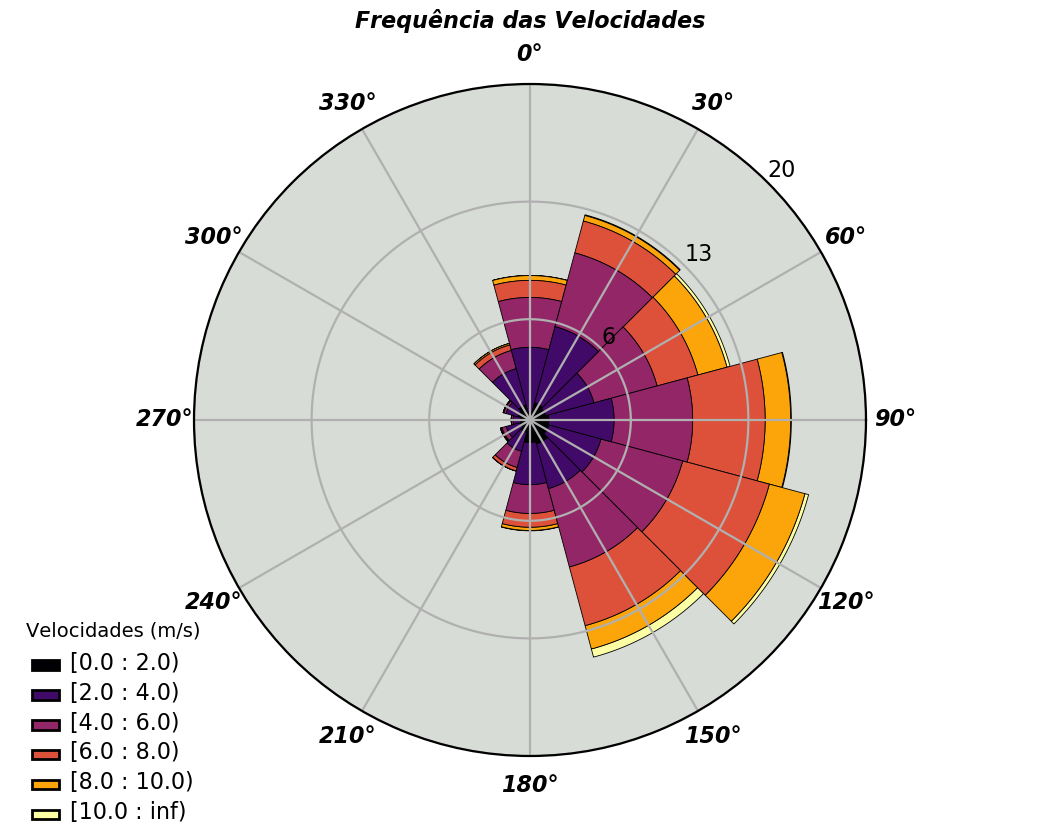 Frequência das Velocidades
0°
330°
30°
20
300°
60°
13
6
270°
90°
240°
120°
210°
150°
180°
Velocidades (m/s)
[0.0 : 2.0)
[2.0 : 4.0)
[4.0 : 6.0)
[6.0 : 8.0)
[8.0 : 10.0)
[10.0 : inf)